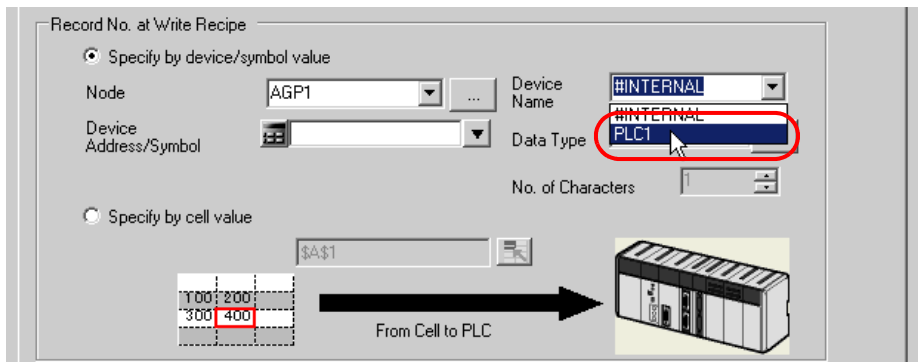 Record No. at Write Recipe
Specify by device/symbol value
Node
AGP1
...
Device
Name
#INTERNAL
#INTERNAL
PLC1
Device
Address/Symbol
Data Type
No. of Characters
1
Specify by cell value
$A$1
100 200
300 400
From Cell to PLC